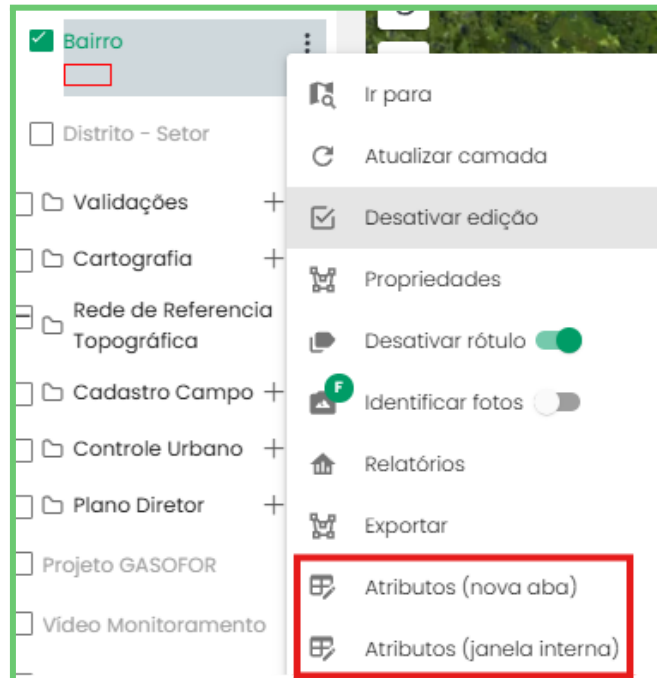 Bairro
Distrito - Setor
Validações
Cartografia
Rede de Referencia
Topográfica
Cadastro Campo
Controle Urbano
Plano Diretor
Projeto GASOFOR
Vídeo Monitoramento
Ir para
Atualizar camada
Desativar edição
Propriedades
Desativar rótulo
F
Identificar fotos
Relatórios
Exportar
Atributos (nova aba)
Atributos (janela interna)